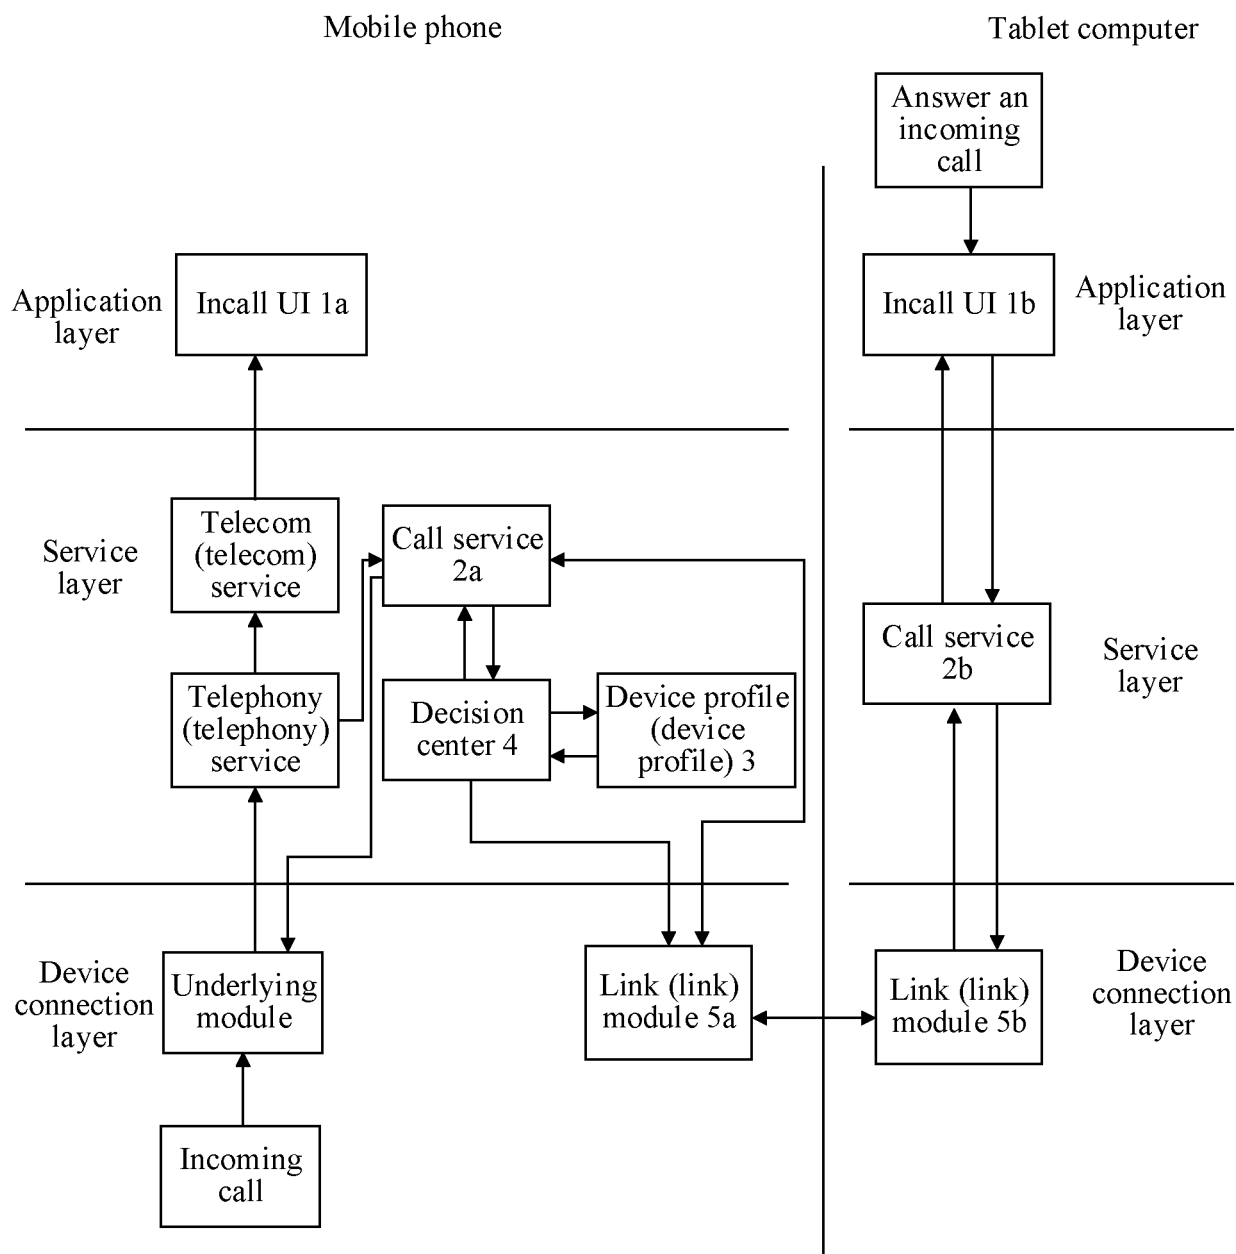 Mobile phone
Tablet computer
Answer an
incoming
call
Application
layer
Incall UI 1a
Incall UI 1b
Application
layer
Service
layer
Telecom
(telecom)
service
Call service
2a
Telephony
(telephony)
service
Decision
center 4
Device profile
(device
profile) 3
Call service
2b
Service
layer
Device
connection
layer
Underlying
module
Link (link)
module 5a
Link (link)
module 5b
Device
connection
layer
Incoming
call